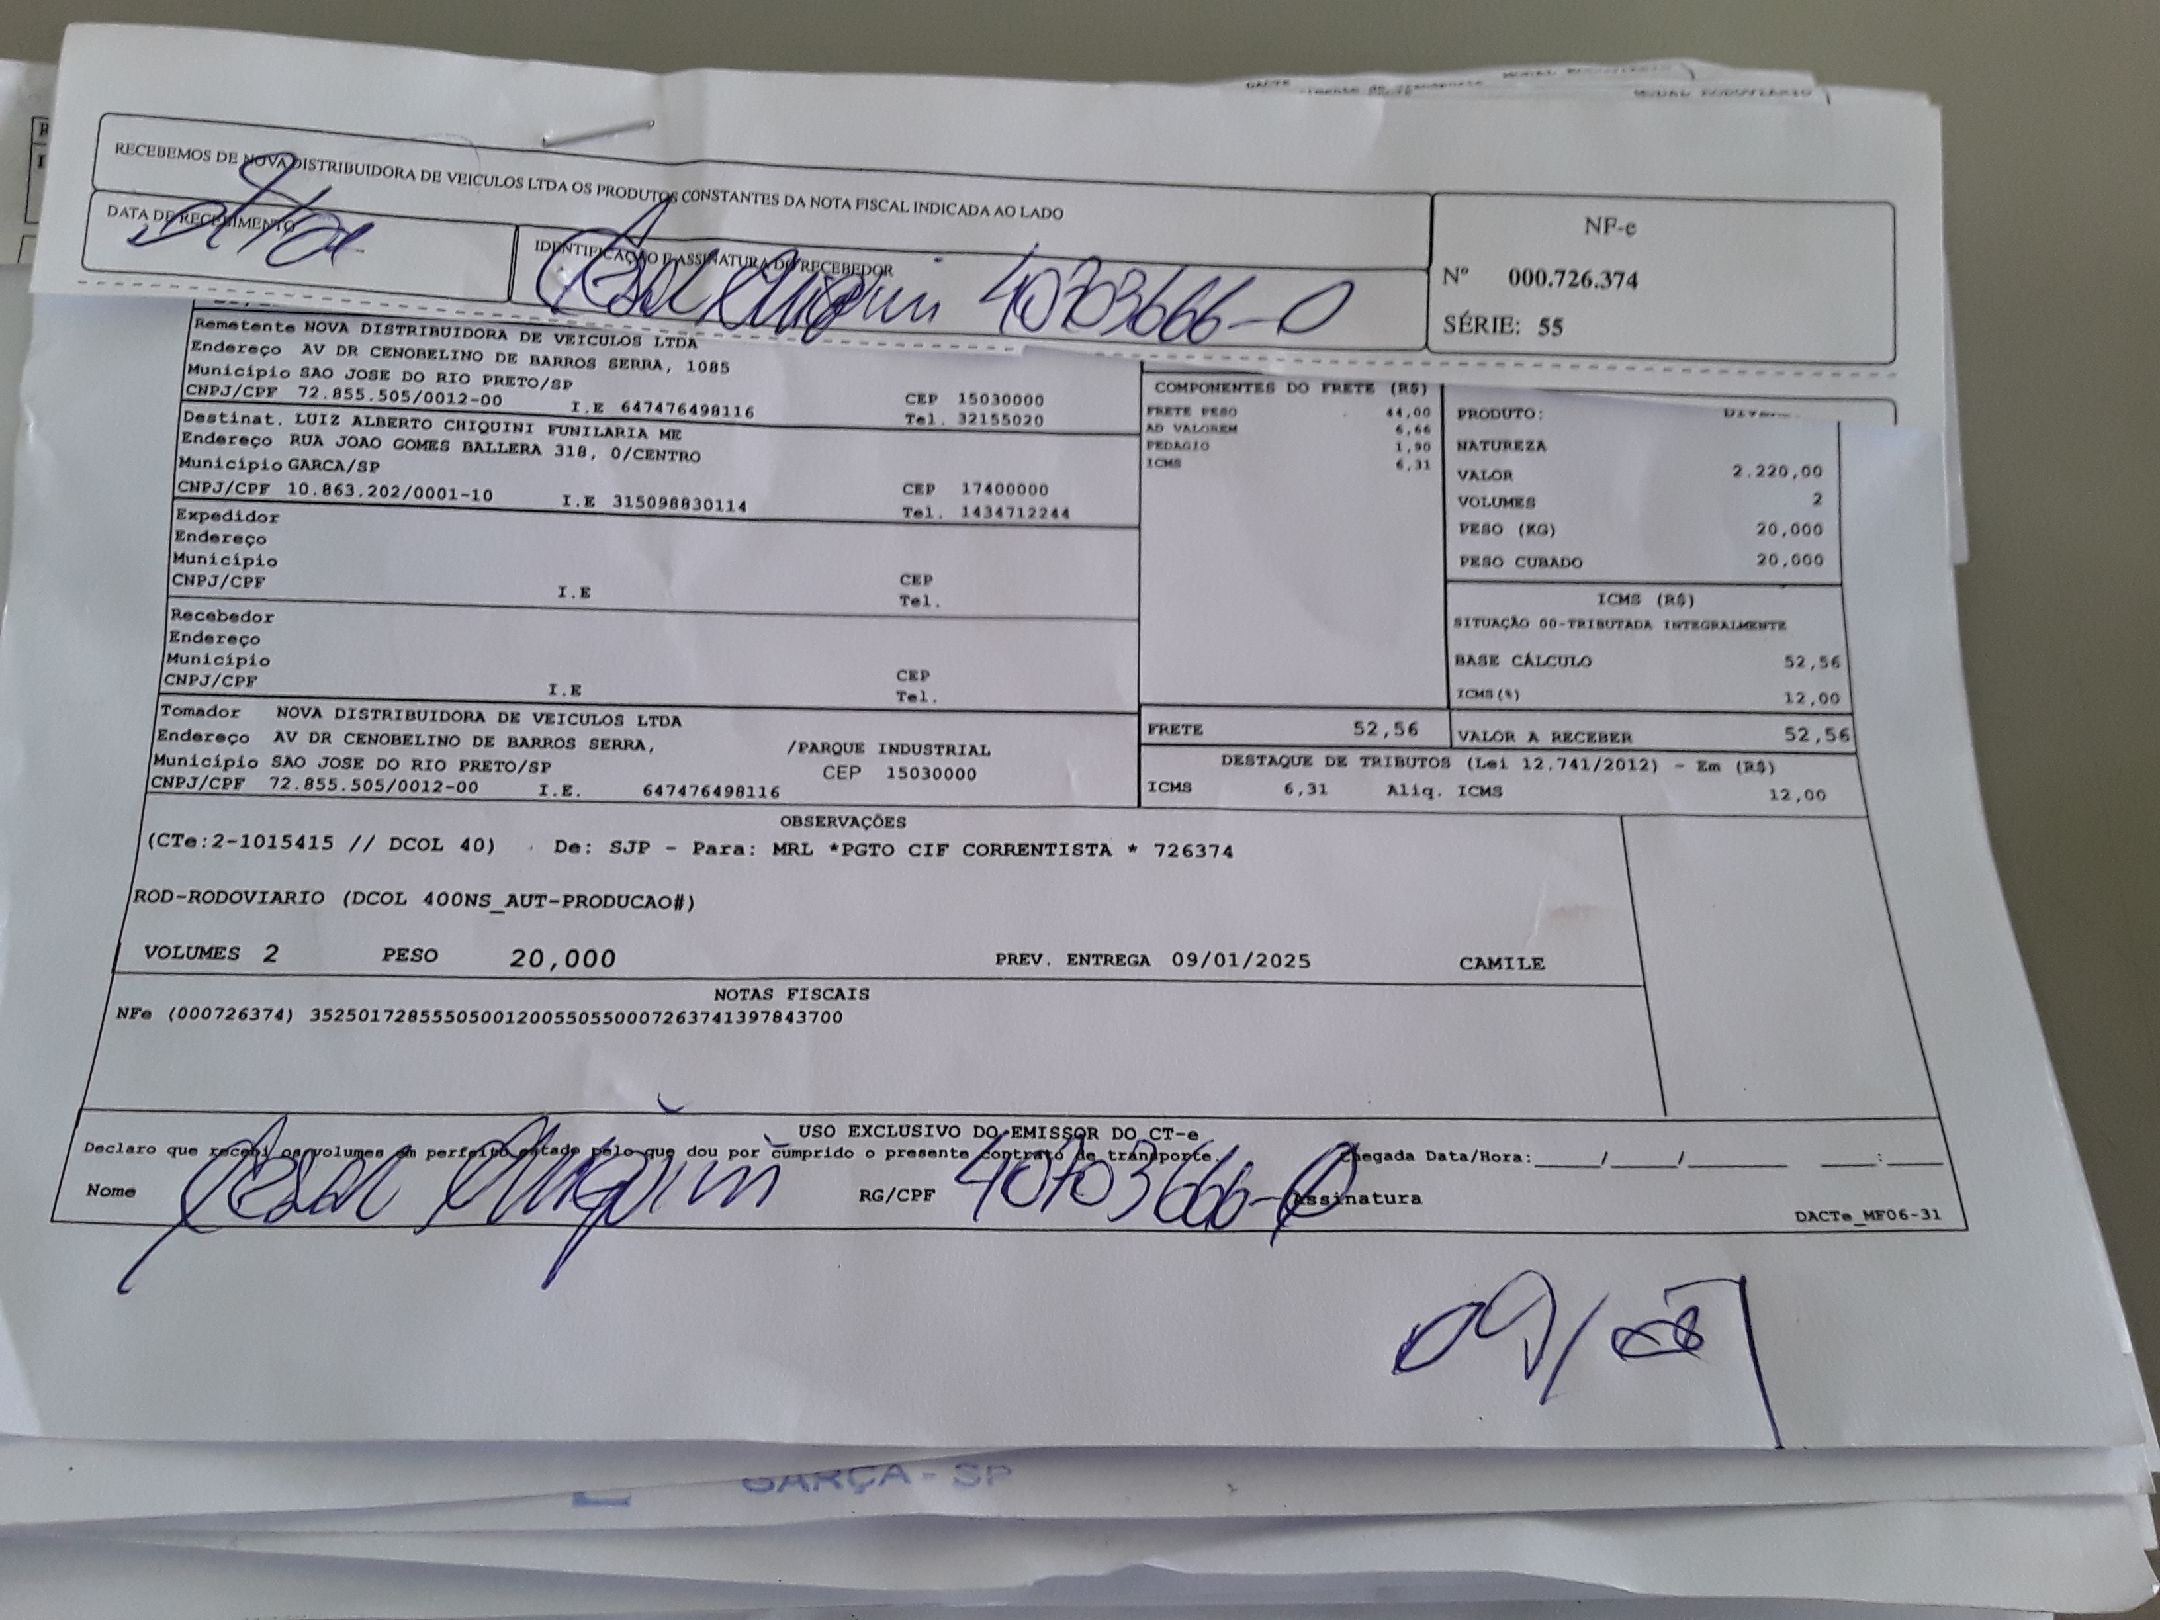 RECEBEMOS DE NOVA DISTRIBUIDORA DE VEICULOS LTDA OS PRODUTOS CONSTANTES DA NOTA FISCAL INDICADA AO LADO
DATA DE RECEBIMENTO
IDENTIFICAÇÃO E ASSINATURA DO RECEBEDOR
40703666-0
NF-e
Nº 000.726.374
SÉRIE: 55
Remetente NOVA DISTRIBUIDORA DE VEICULOS LTDA
Endereço AV DR CENOBELINO DE BARROS SERRA, 1085
Município SAO JOSE DO RIO PRETO/SP CEP 15030000
CNPJ/CPF 72.855.505/0012-00 I.E 647476498116 Tel. 32155020
Destinat. LUIZ ALBERTO CHIQUINI FUNILARIA ME
Endereço RUA JOAO GOMES BALLERA 318, 0/CENTRO
Município GARCA/SP CEP 17400000
CNPJ/CPF 10.863.202/0001-10 I.E 315098830114 Tel. 1434712244
Expedidor
Endereço
Município CEP
CNPJ/CPF I.E Tel.
Recebedor
Endereço
Município CEP
CNPJ/CPF I.E Tel.
Tomador NOVA DISTRIBUIDORA DE VEICULOS LTDA
Endereço AV DR CENOBELINO DE BARROS SERRA, /PARQUE INDUSTRIAL
Município SAO JOSE DO RIO PRETO/SP CEP 15030000
CNPJ/CPF 72.855.505/0012-00 I.E. 647476498116
COMPONENTES DO FRETE (R$)
FRETE PESO 44,00
AD VALOREM 6,66
PEDAGIO 1,90
ICMS 6,31
PRODUTO:
NATUREZA
VALOR 2.220,00
VOLUMES 2
PESO (KG) 20,000
PESO CUBADO 20,000
ICMS (R$)
SITUAÇÃO 00-TRIBUTADA INTEGRALMENTE
BASE CÁLCULO 52,56
ICMS(%) 12,00
FRETE 52,56 VALOR A RECEBER 52,56
DESTAQUE DE TRIBUTOS (Lei 12.741/2012) - Em (R$)
ICMS 6,31 Aliq. ICMS 12,00
OBSERVAÇÕES
(CTe:2-1015415 // DCOL 40) De: SJP - Para: MRL *PGTO CIF CORRENTISTA * 726374
ROD-RODOVIARIO (DCOL 400NS_AUT-PRODUCAO#)
VOLUMES 2 PESO 20,000 PREV. ENTREGA 09/01/2025 CAMILE
NOTAS FISCAIS
NFe (000726374) 35250172855505001200550550007263741397843700
USO EXCLUSIVO DO EMISSOR DO CT-e
Declaro que recebi os volumes em perfeito estado pelo que dou por cumprido o presente contrato de transporte. Chegada Data/Hora:_____/_____/_______ ____:____
Nome RG/CPF 40703666-0 Assinatura
DACTe_MF06-31
GARÇA - SP